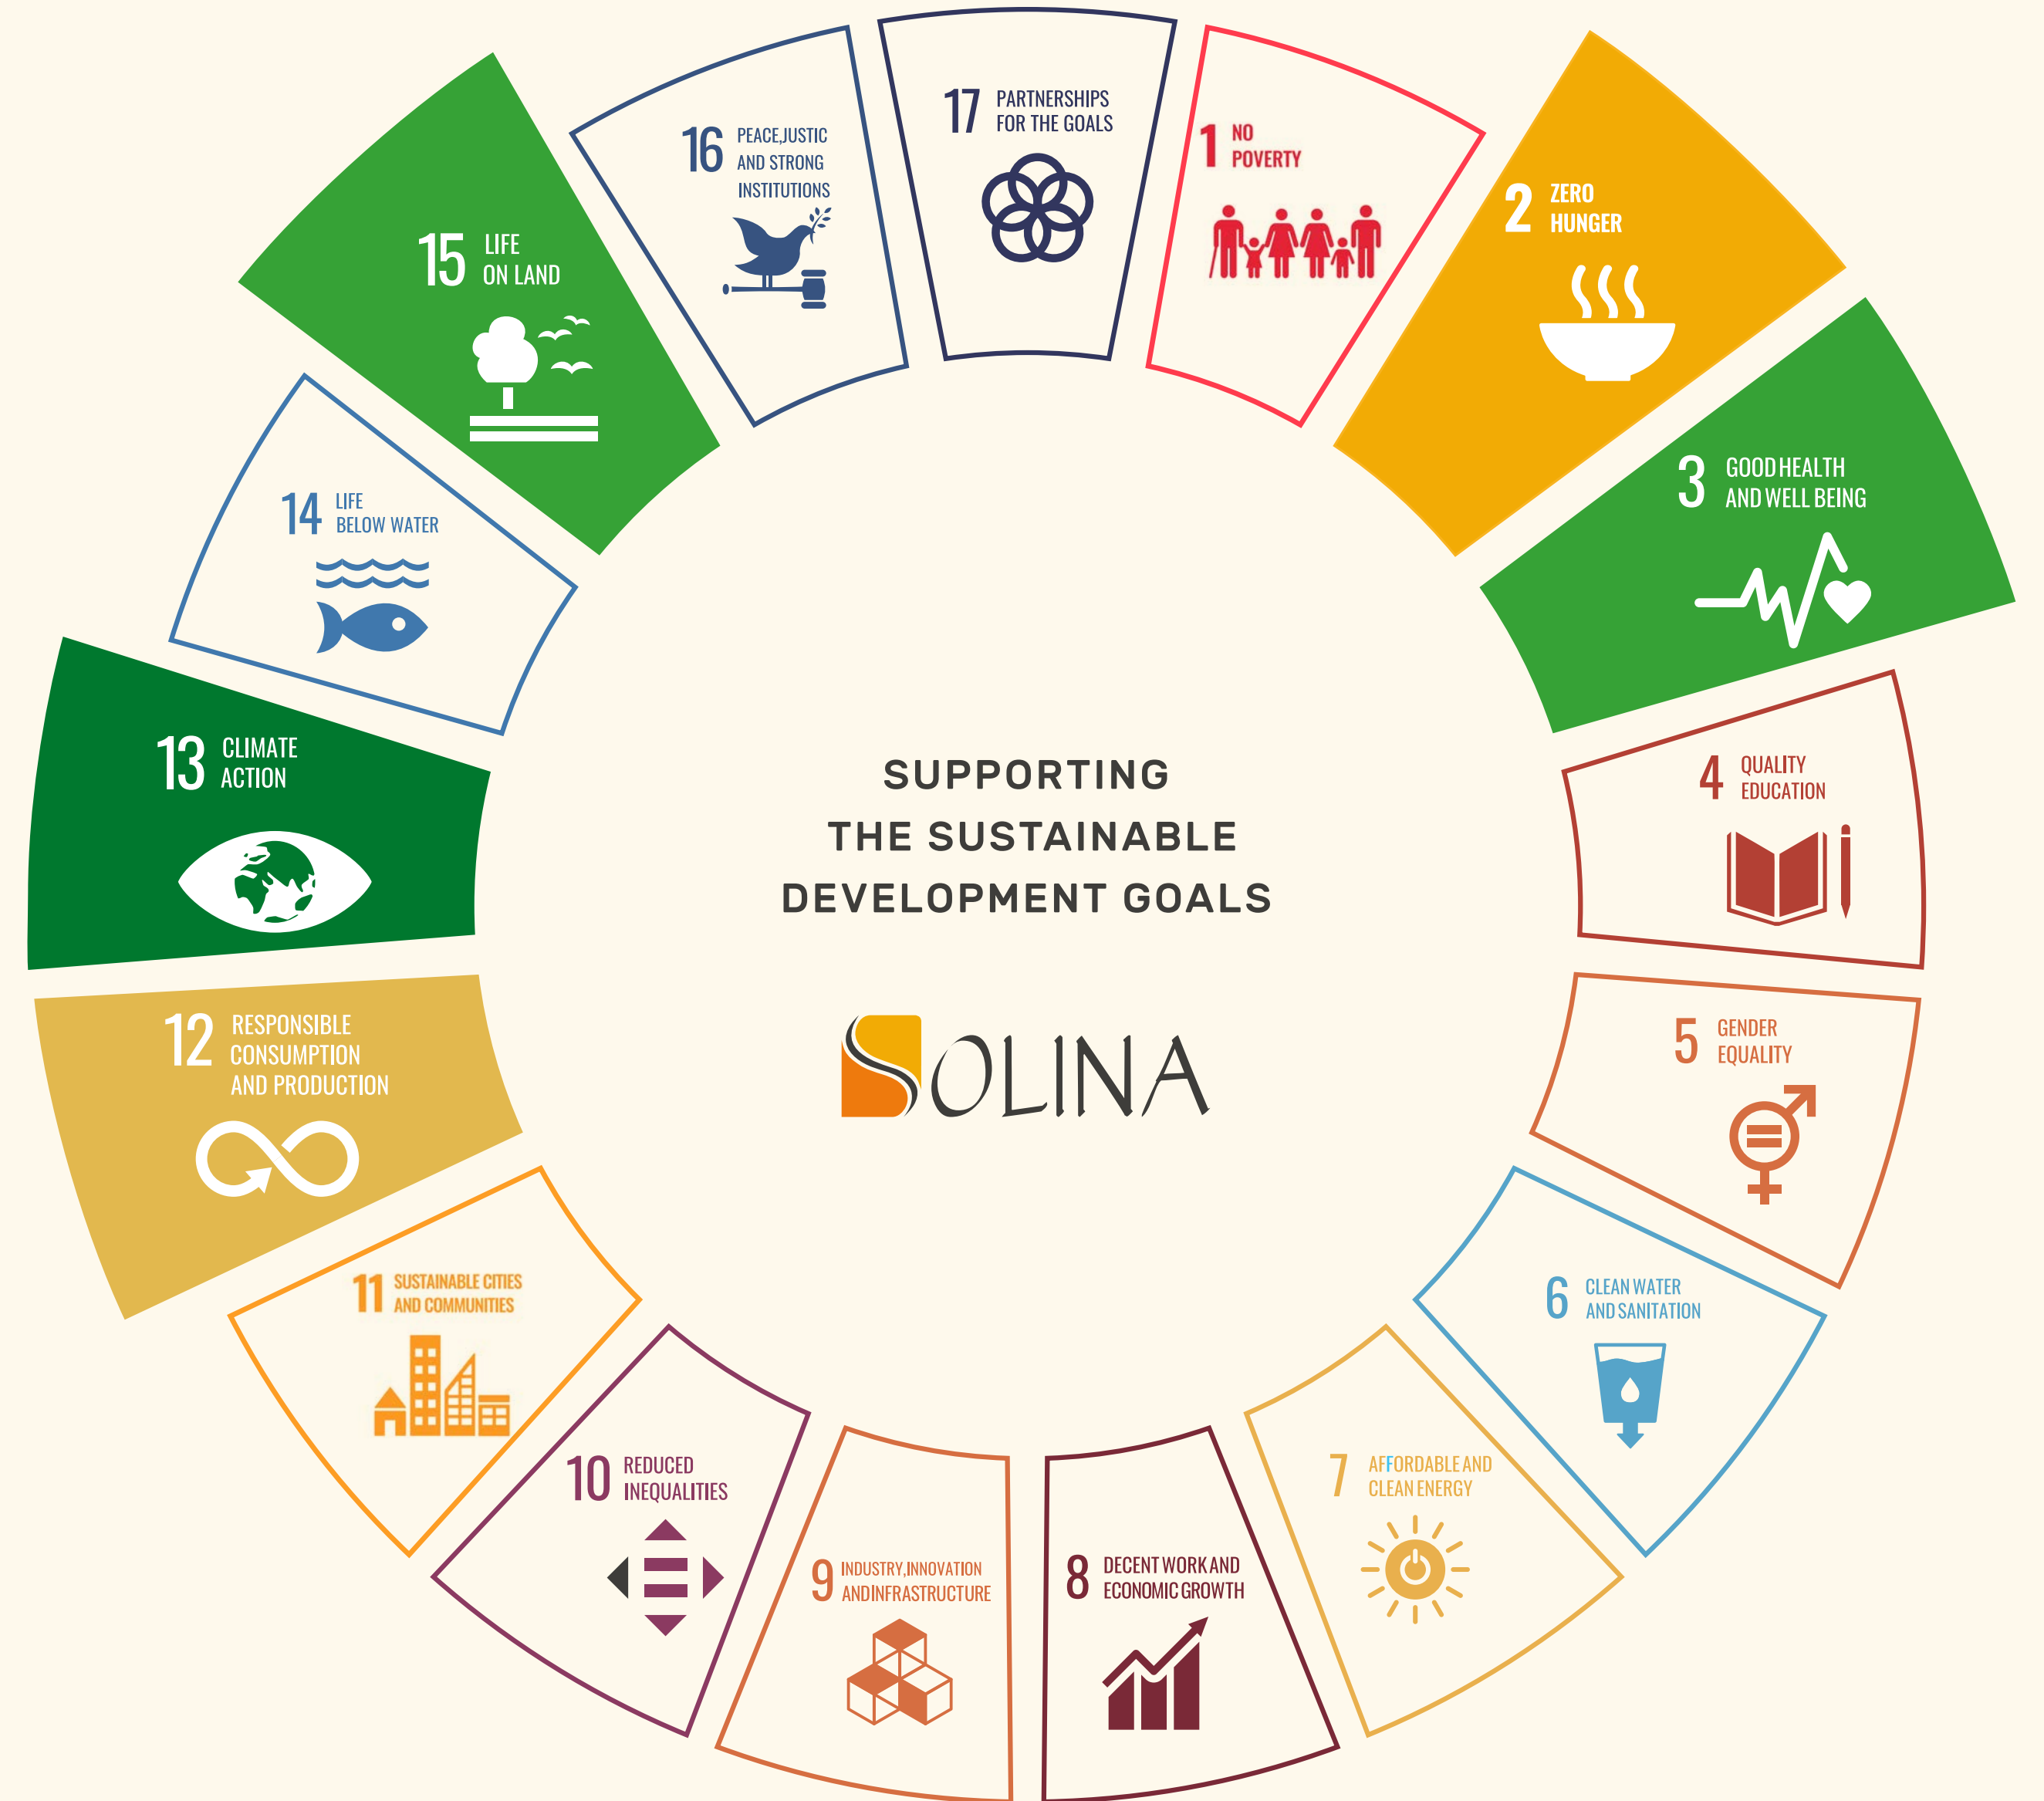 17 PARTNERSHIPS
FOR THE GOALS
1 NO
POVERTY
2 ZERO
HUNGER
3 GOOD HEALTH
AND WELL BEING
4 QUALITY
EDUCATION
5 GENDER
EQUALITY
6 CLEAN WATER
AND SANITATION
7 AFFORDABLE AND
CLEAN ENERGY
8 DECENT WORK AND
ECONOMIC GROWTH
9 INDUSTRY, INNOVATION
ANDINFRASTRUCTURE
10 REDUCED
INEQUALITIES
11 SUSTAINABLE CITIES
AND COMMUNITIES
12 RESPONSIBLE
CONSUMPTION
AND PRODUCTION
13 CLIMATE
ACTION
14 LIFE
BELOW WATER
15 LIFE
ON LAND
16 PEACE,JUSTIC
AND STRONG
INSTITUTIONS
SUPPORTING
THE SUSTAINABLE
DEVELOPMENT GOALS
SOLINA